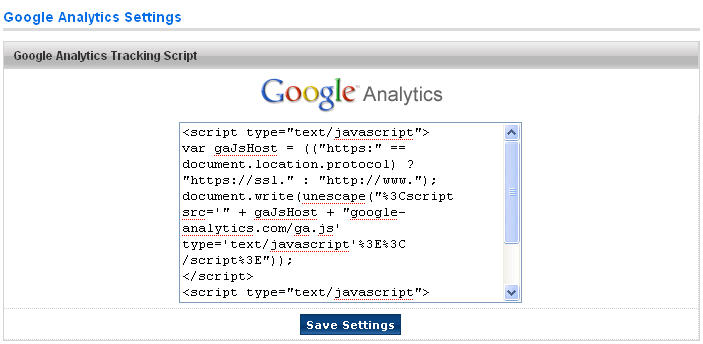 Google Analytics Settings
Google Analytics Tracking Script
Google Analytics
<script type="text/javascript">
var gaJsHost = (("https:" ==
document.location.protocol) ?
"https://ssl." : "http://www.");
document.write(unescape("%3Cscript
src='" + gaJsHost + "google-
analytics.com/ga.js'
type='text/javascript'%3E%3C
/script%3E"));
</script>
<script type="text/javascript">
Save Settings